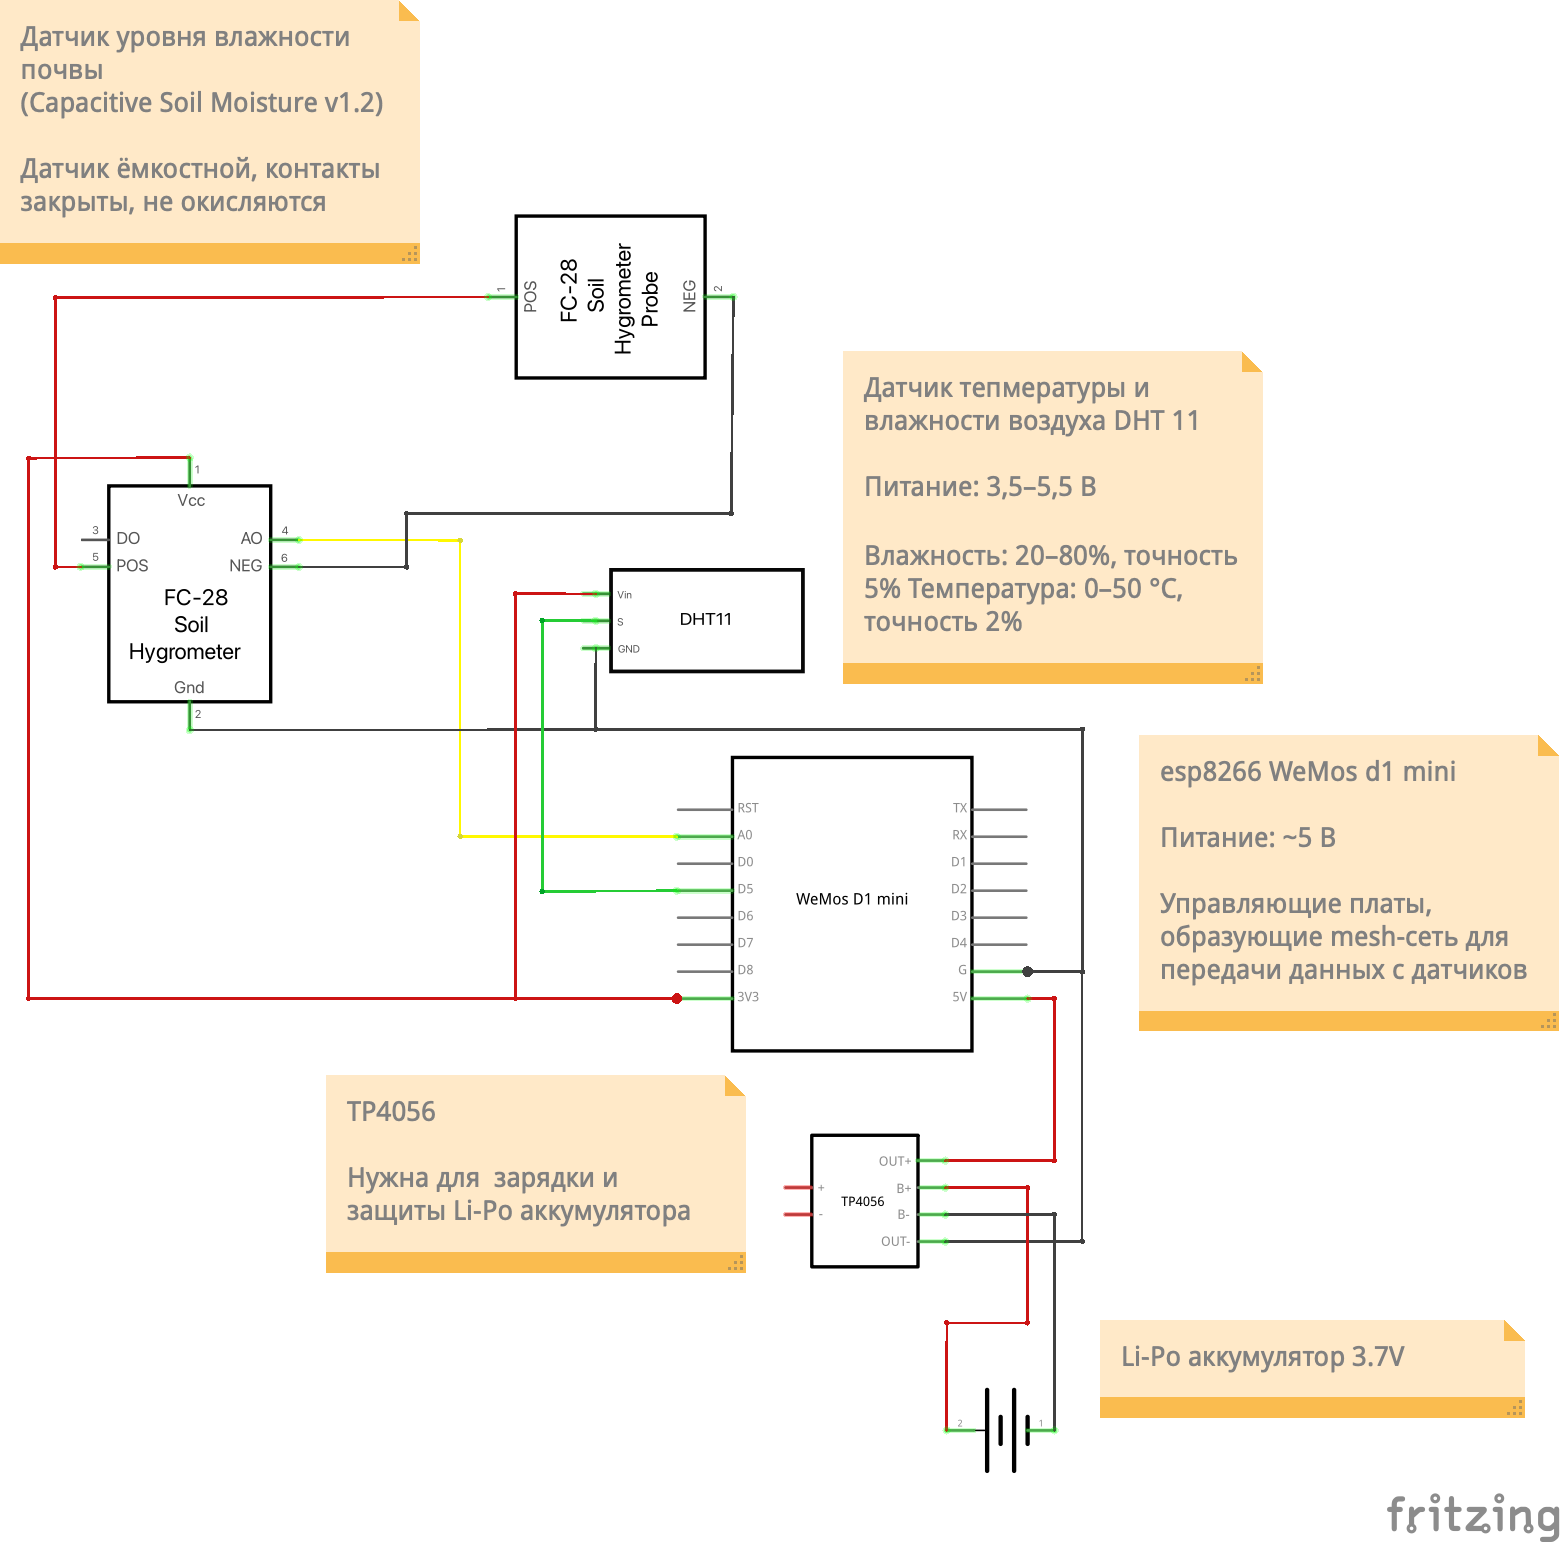 Датчик уровня влажности
почвы
(Capacitive Soil Moisture v1.2)
Датчик ёмкостной, контакты
закрыты, не окисляются
1
POS
FC-28
Soil
Hygrometer
Probe
NEG
2
Датчик тепмературы и
влажности воздуха DHT 11
Питание: 3,5–5,5 В
Влажность: 20–80%, точность
5% Температура: 0–50 °C,
точность 2%
1
Vcc
3
DO
AO
4
5
POS
NEG
6
FC-28
Soil
Hygrometer
Gnd
2
Vin
S
GND
DHT11
RST
A0
D0
D5
D6
D7
D8
3V3
WeMos D1 mini
TX
RX
D1
D2
D3
D4
G
5V
esp8266 WeMos d1 mini
Питание: ~5 В
Управляющие платы,
образующие mesh-сеть для
передачи данных с датчиков
TP4056
Нужна для  зарядки и
защиты Li-Po аккумулятора
+
-
TP4056
OUT+
B+
B-
OUT-
2
1
Li-Po аккумулятор 3.7V
fritzing